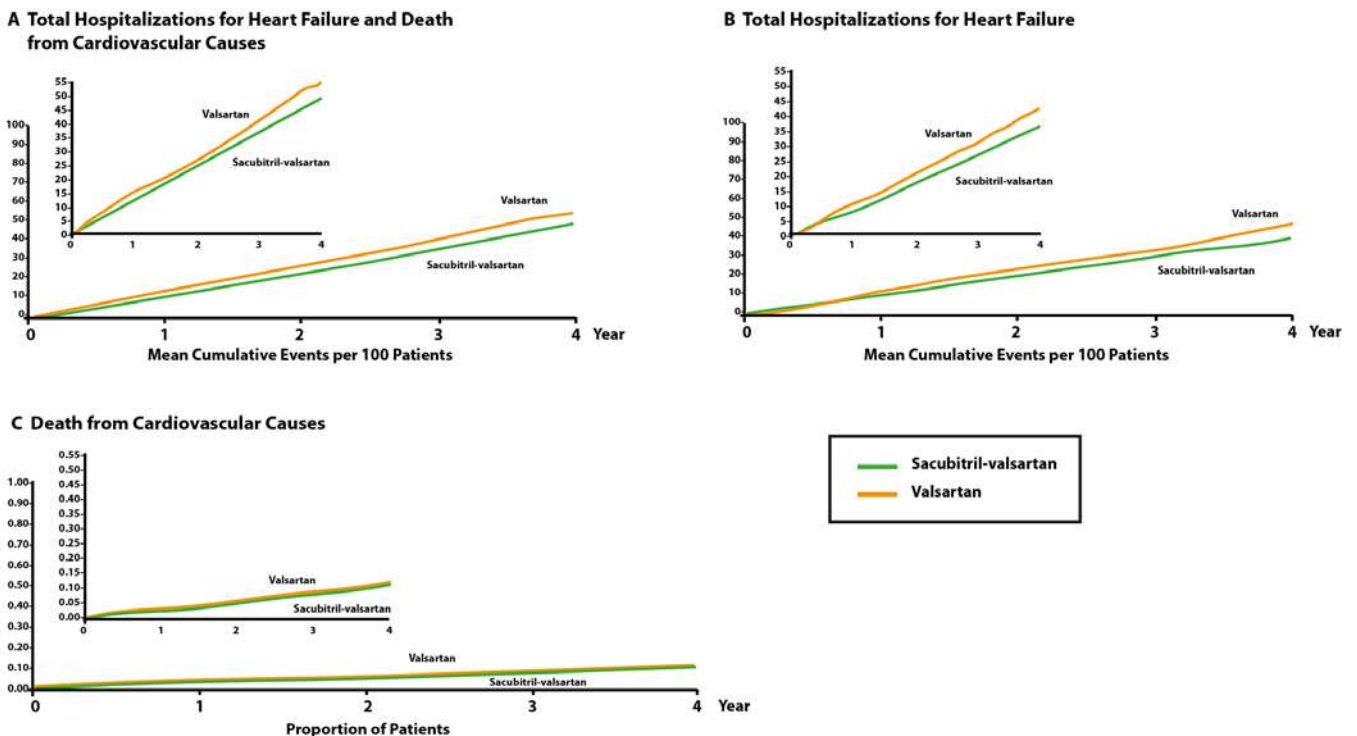 A Total Hospitalizations for Heart Failure and Death
from Cardiovascular Causes
55
50
45
40
35
30
25
20
15
10
5
0
0 1 2 3 4
Valsartan
Sacubitril-valsartan
100
90
80
70
60
50
40
30
20
10
0
Valsartan
Sacubitril-valsartan
0 1 2 3 4 Year
Mean Cumulative Events per 100 Patients
B Total Hospitalizations for Heart Failure
55
50
45
40
35
30
25
20
15
10
5
0
0 1 2 3 4
Valsartan
Sacubitril-valsartan
100
90
80
70
60
50
40
30
20
10
0
Valsartan
Sacubitril-valsartan
0 1 2 3 4 Year
Mean Cumulative Events per 100 Patients
C Death from Cardiovascular Causes
0.55
0.50
0.45
0.40
0.35
0.30
0.25
0.20
0.15
0.10
0.05
0.00
0 1 2 3 4
Valsartan
Sacubitril-valsartan
1.00
0.90
0.80
0.70
0.60
0.50
0.40
0.30
0.20
0.10
0.00
Valsartan
Sacubitril-valsartan
0 1 2 3 4 Year
Proportion of Patients
Sacubitril-valsartan
Valsartan